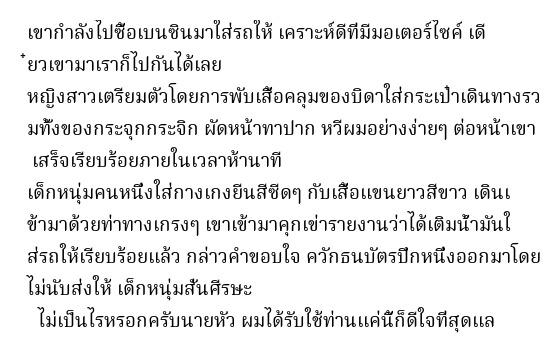 เขากำลังไปซื้อเบนซินมาใส่รถให้ เคราะห์ดีที่มีมอเตอร์ไซค์ เดี
๋ยวเขามาเราก็ไปกันได้เลย
หญิงสาวเตรียมตัวโดยการพับเสื้อคลุมของบิดาใส่กระเป๋าเดินทางรว
มทั้งของกระจุกกระจิก ผัดหน้าทาปาก หวีผมอย่างง่ายๆ ต่อหน้าเขา
เสร็จเรียบร้อยภายในเวลาห้านาที
เด็กหนุ่มคนหนึ่งใส่กางเกงยีนสีซีดๆ กับเสื้อแขนยาวสีขาว เดินเ
ข้ามาด้วยท่าทางเกรงๆ เขาเข้ามาคุกเข่ารายงานว่าได้เติมน้ำมันใ
ส่รถให้เรียบร้อยแล้ว กล่าวคำขอบใจ ควักธนบัตรปึกหนึ่งออกมาโดย
ไม่นับส่งให้ เด็กหนุ่มสั่นศีรษะ
ไม่เป็นไรหรอกครับนายหัว ผมได้รับใช้ท่านแค่นี้ก็ดีใจที่สุดแล